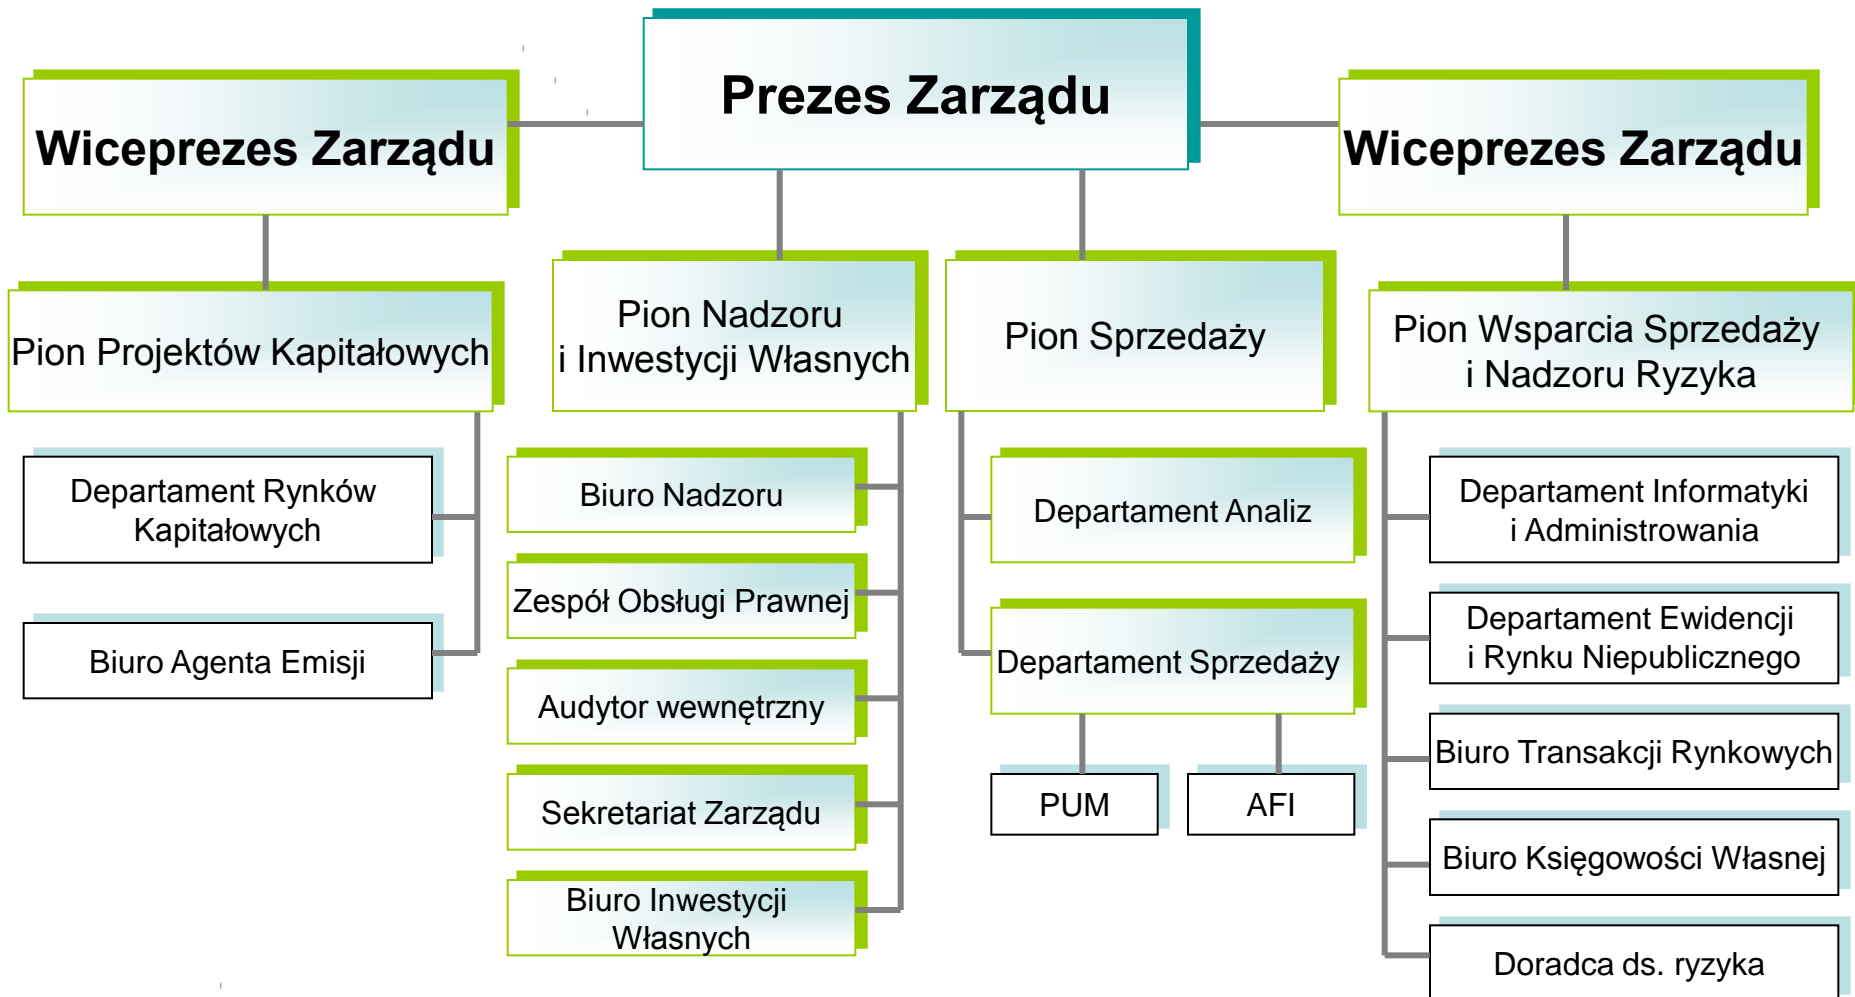 Prezes Zarządu
Wiceprezes Zarządu
Wiceprezes Zarządu
Pion Projektów Kapitałowych
Departament Rynków
Kapitałowych
Biuro Agenta Emisji
Pion Nadzoru
i Inwestycji Własnych
Biuro Nadzoru
Zespół Obsługi Prawnej
Audytor wewnętrzny
Sekretariat Zarządu
Biuro Inwestycji
Własnych
Pion Sprzedaży
Departament Analiz
Departament Sprzedaży
PUM
AFI
Pion Wsparcia Sprzedaży
i Nadzoru Ryzyka
Departament Informatyki
i Administrowania
Departament Ewidencji
i Rynku Niepublicznego
Biuro Transakcji Rynkowych
Biuro Księgowości Własnej
Doradca ds. ryzyka